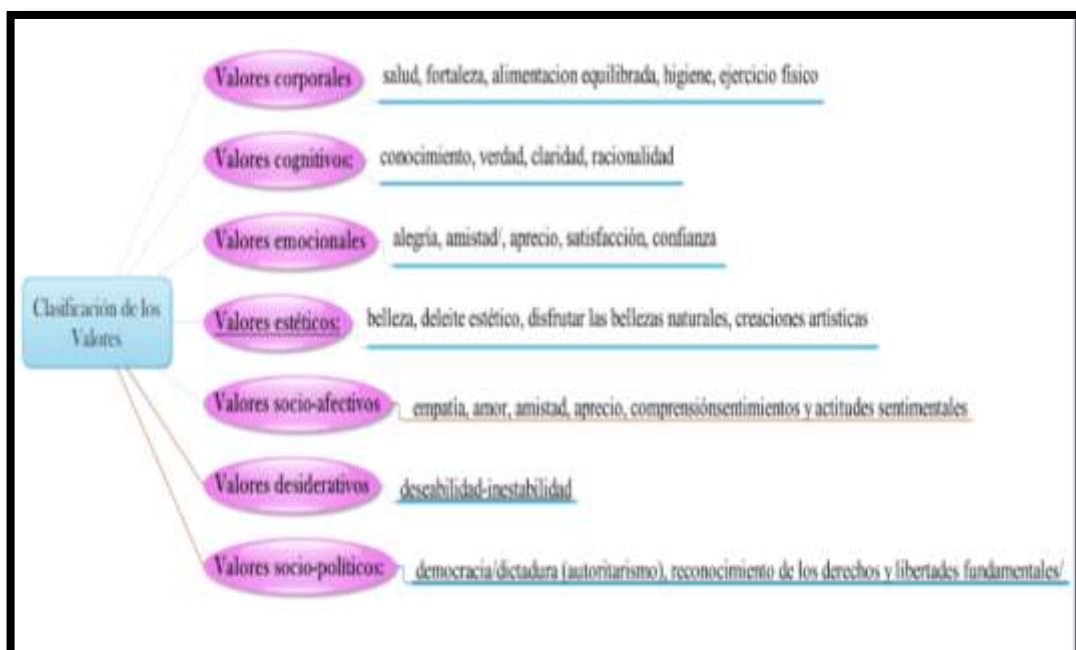 Clasificación de los
Valores
Valores corporales
salud, fortaleza, alimentacion equilibrada, higiene, ejercicio físico
Valores cognitivos:
conocimiento, verdad, claridad, racionalidad
Valores emocionales
alegría, amistad/, aprecio, satisfacción, confianza
Valores estéticos:
belleza, deleite estético, disfrutar las bellezas naturales, creaciones artísticas
Valores socio-afectivos
empatía, amor, amistad, aprecio, comprensiónsentimientos y actitudes sentimentales
Valores desiderativos
deseabilidad-inestabilidad
Valores socio-políticos:
democracia/dictadura (autoritarismo), reconocimiento de los derechos y libertades fundamentales/